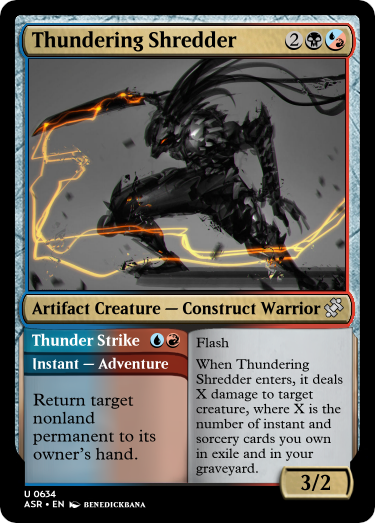 Thundering Shredder 2
Artifact Creature — Construct Warrior
Thunder Strike
Instant — Adventure
Return target
nonland
permanent to its
owner's hand.
Flash
When Thundering
Shredder enters, it deals
X damage to target
creature, where X is the
number of instant and
sorcery cards you own
in exile and in your
graveyard.
3/2
U 0634
ASR • EN BENEDICKBANA